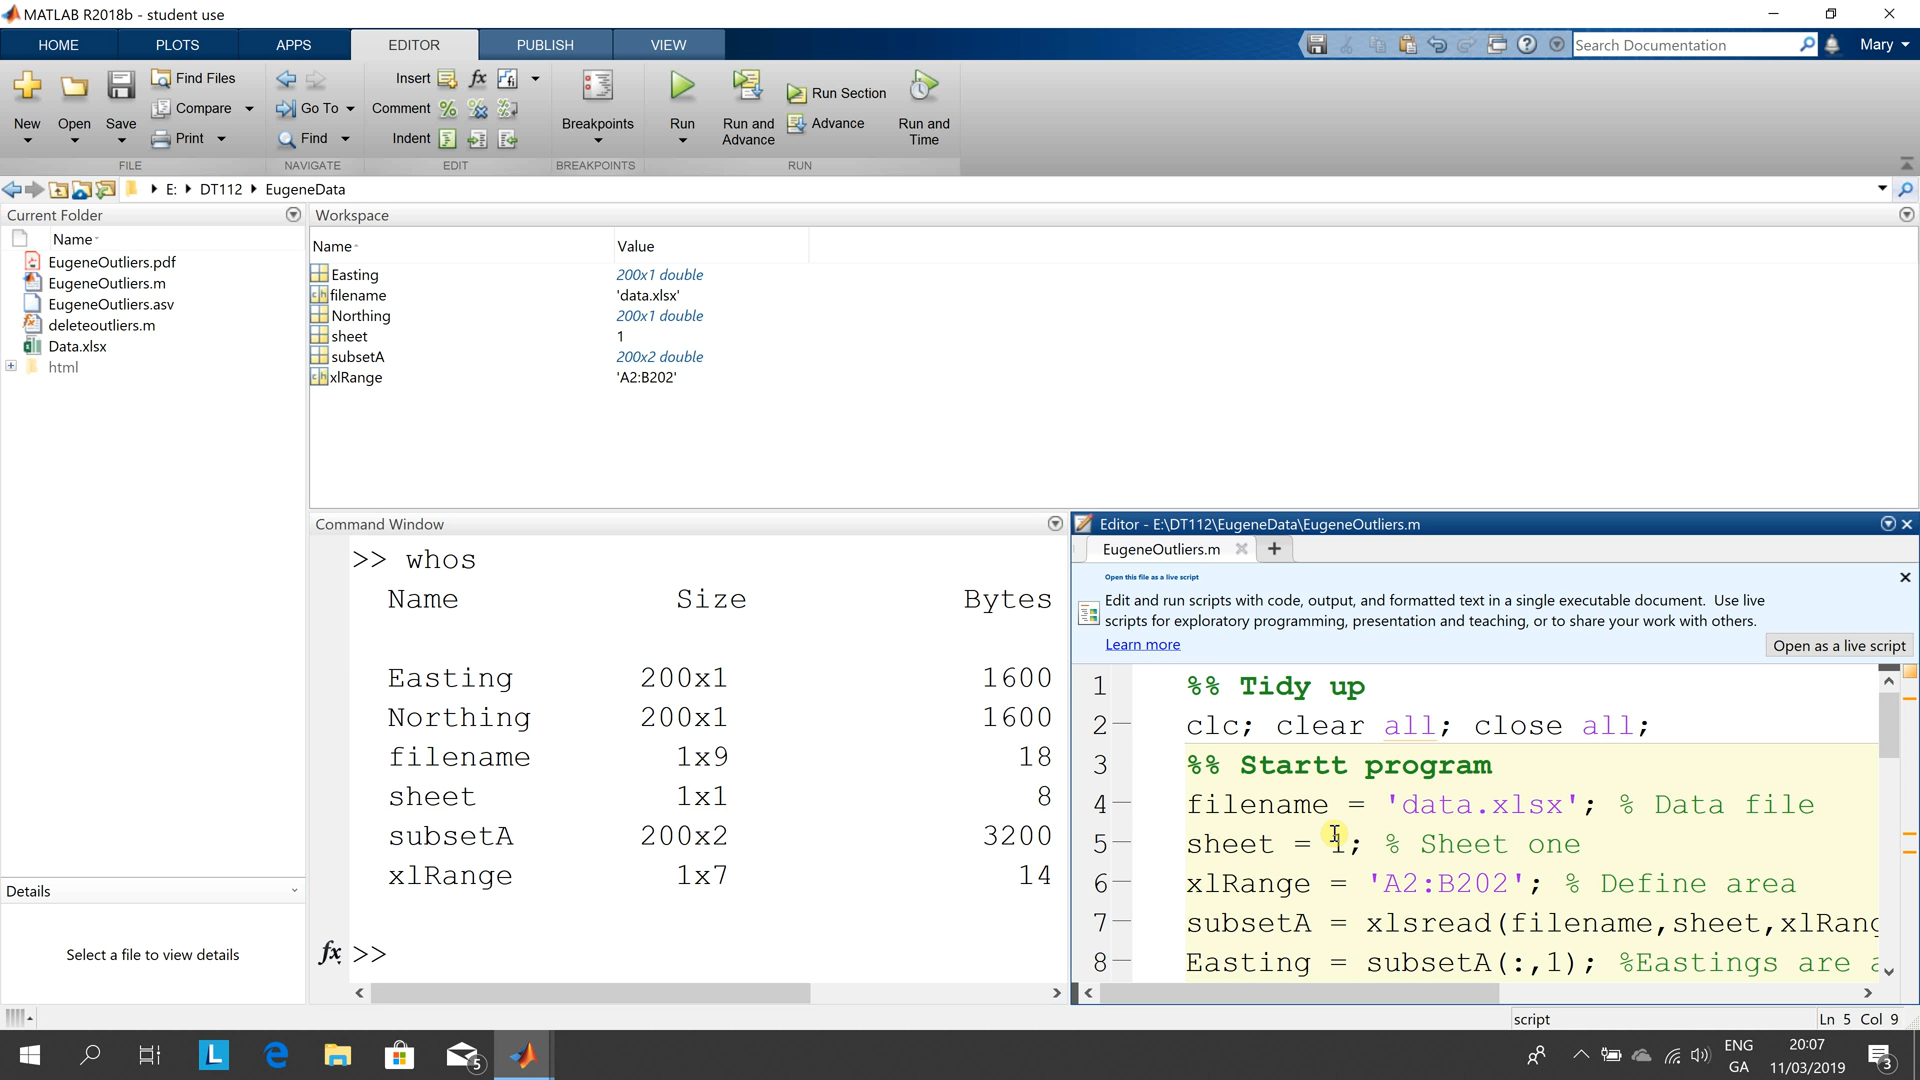 MATLAB R2018b - student use
HOME PLOTS APPS EDITOR PUBLISH VIEW Search Documentation Mary
New Open Save Find Files Compare Print FILE
Go To Find NAVIGATE
Insert fx Comment Indent EDIT
Breakpoints BREAKPOINTS
Run Run and Advance Run Section Advance Run and Time RUN
E: DT112 EugeneData
Current Folder
Name
EugeneOutliers.pdf
EugeneOutliers.m
EugeneOutliers.asv
deleteoutliers.m
Data.xlsx
html
Details
Select a file to view details
Workspace
Name Value
Easting 200x1 double
filename 'data.xlsx'
Northing 200x1 double
sheet 1
subsetA 200x2 double
xlRange 'A2:B202'
Command Window
>> whos
Name Size Bytes
Easting 200x1 1600
Northing 200x1 1600
filename 1x9 18
sheet 1x1 8
subsetA 200x2 3200
xlRange 1x7 14
fx >>
Editor - E:\DT112\EugeneData\EugeneOutliers.m
EugeneOutliers.m
Open this file as a live script
Edit and run scripts with code, output, and formatted text in a single executable document. Use live
scripts for exploratory programming, presentation and teaching, or to share your work with others.
Learn more
Open as a live script
1 %% Tidy up
2 clc; clear all; close all;
3 %% Startt program
4 filename = 'data.xlsx'; % Data file
5 sheet = 1; % Sheet one
6 xlRange = 'A2:B202'; % Define area
7 subsetA = xlsread(filename,sheet,xlRang
8 Easting = subsetA(:,1); %Eastings are a
script Ln 5 Col 9
L 5 ENG GA 20:07 11/03/2019 3